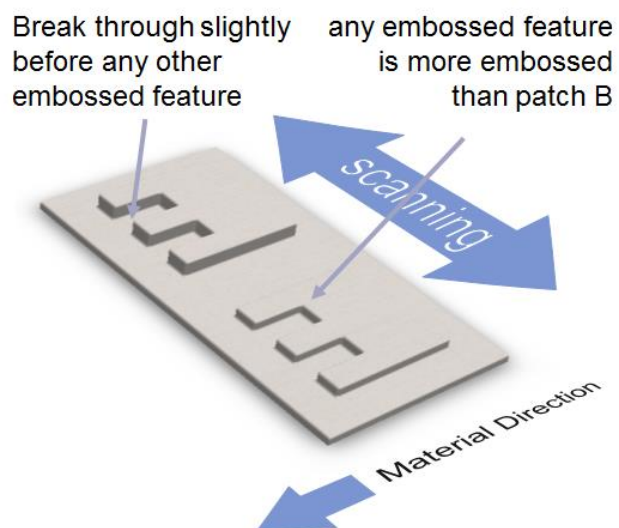 Break through slightly
before any other
embossed feature
any embossed feature
is more embossed
than patch B
scanning
Material Direction